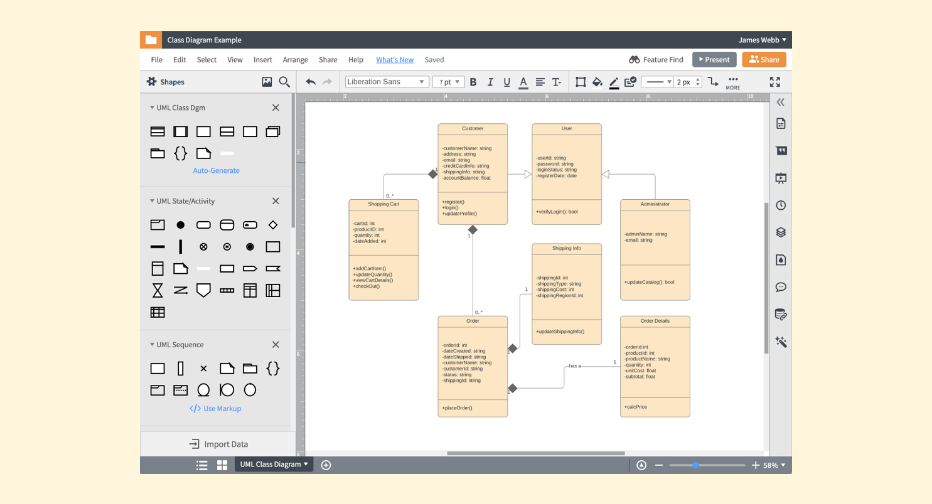 Class Diagram Example
James Webb
File Edit Select View Insert Arrange Share Help What's New Saved
Feature Find
Present
Share
Shapes
Liberation Sans
7 pt
B I U A T
2 px
MORE
UML Class Dgm
Auto-Generate
UML State/Activity
UML Sequence
Use Markup
Import Data
UML Class Diagram
58%
2 4 6 8 10
Customer
-customerName: string
-address: string
-email: string
-creditCardInfo: string
-shippingInfo: string
-accountBalance: float
+register()
+login()
+updateProfile()
User
-userId: string
-password: string
-loginStatus: string
-registerDate: date
+verifyLogin(): bool
0..*
Shopping Cart
-cartId: int
-productID: int
-quantity: int
-dateAdded: int
+addCartItem()
+updateQuantity()
+viewCartDetails()
+checkOut()
Administrator
-adminName: string
-email: string
+updateCatalog(): bool
1
Shipping Info
-shippingId: int
-shippingType: string
-shippingCost: int
-shippingRegionId: int
+updateShippingInfo()
1
0..*
Order
-orderId: int
-dateCreated: string
-dateShipped: string
-customerName: string
-customerId: string
-status: string
-shippingId: string
+placeOrder()
has a
1
Order Details
-orderId:int
-productId: int
-productName: string
-quantity: int
-unitCost: float
-subtotal: float
+calcPrice